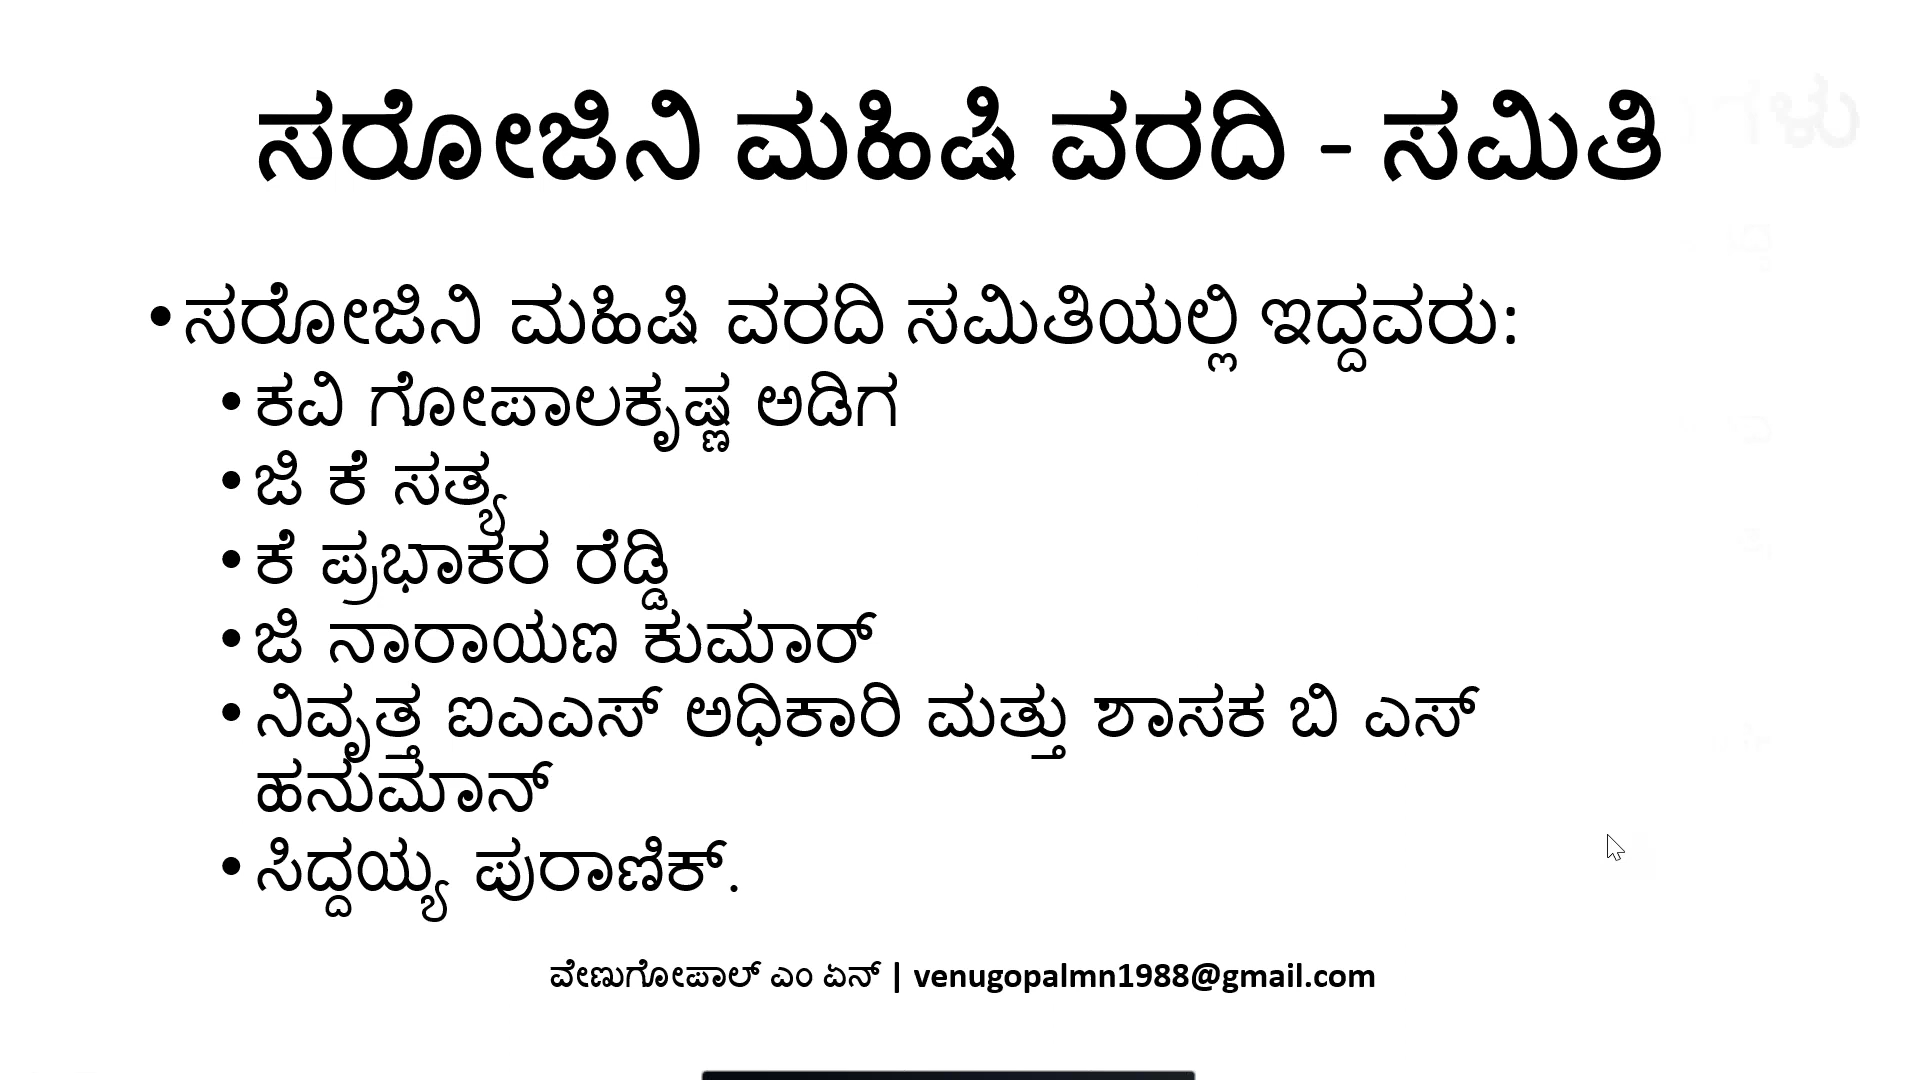 ಸರೋಜಿನಿ ಮಹಿಷಿ ವರದಿ - ಸಮಿತಿ
•ಸರೋಜಿನಿ ಮಹಿಷಿ ವರದಿ ಸಮಿತಿಯಲ್ಲಿ ಇದ್ದವರು:
•ಕವಿ ಗೋಪಾಲಕೃಷ್ಣ ಅಡಿಗ
•ಜಿ ಕೆ ಸತ್ಯ
•ಕೆ ಪ್ರಭಾಕರ ರೆಡ್ಡಿ
•ಜಿ ನಾರಾಯಣ ಕುಮಾರ್
•ನಿವೃತ್ತ ಐಎಎಸ್ ಅಧಿಕಾರಿ ಮತ್ತು ಶಾಸಕ ಬಿ ಎಸ್
ಹನುಮಾನ್
•ಸಿದ್ದಯ್ಯ ಪುರಾಣಿಕ್.
ವೇಣುಗೋಪಾಲ್ ಎಂ ಏನ್ | venugopalmn1988@gmail.com